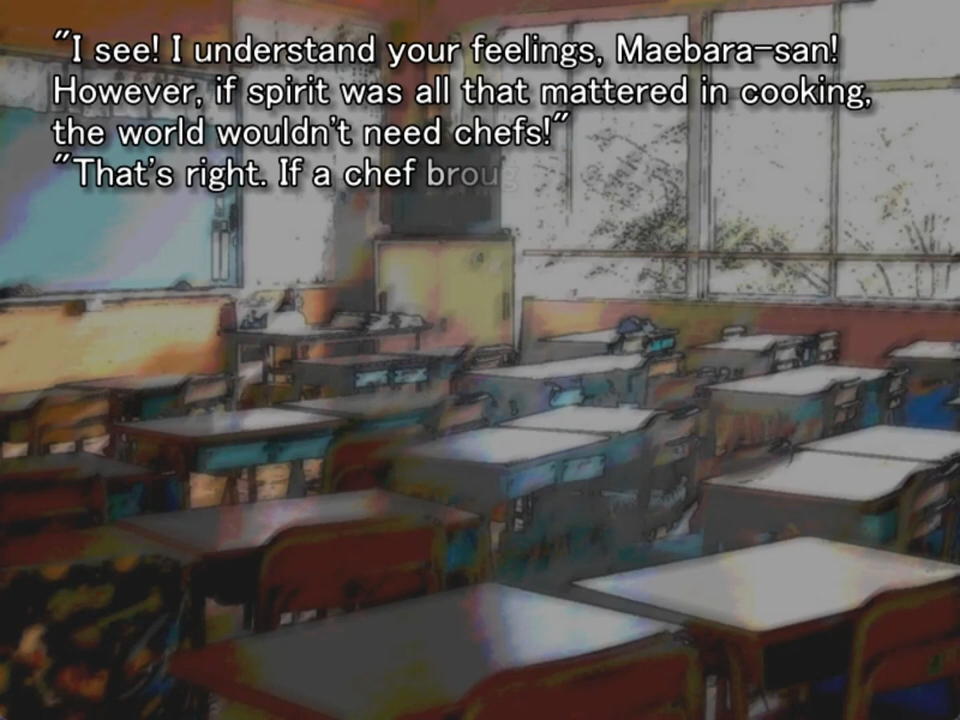 "I see! I understand your feelings, Maebara-san!
However, if spirit was all that mattered in cooking,
the world wouldn't need chefs!"
"That's right. If a chef broug